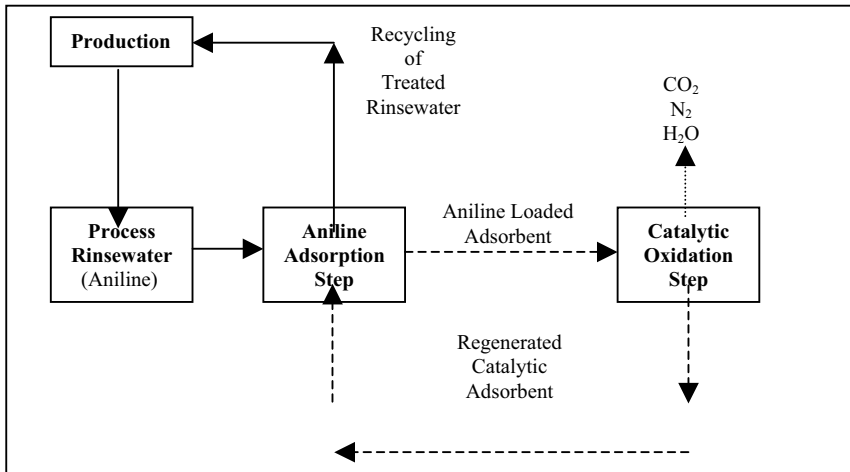 Production
Recycling
of
Treated
Rinsewater
CO₂
N₂
H₂O
Process
Rinsewater
(Aniline)
Aniline
Adsorption
Step
Aniline Loaded
Adsorbent
Catalytic
Oxidation
Step
Regenerated
Catalytic
Adsorbent